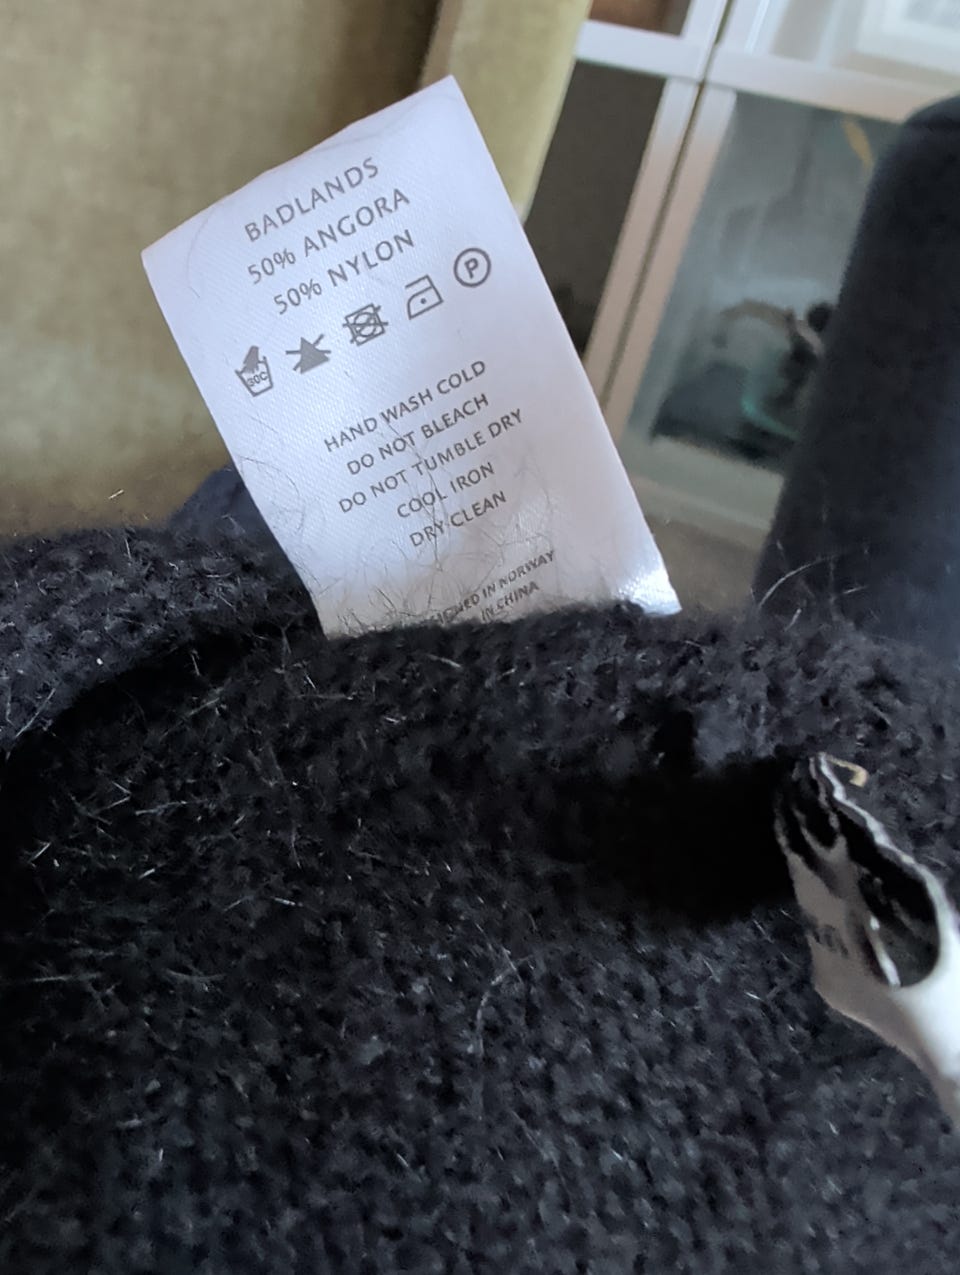 BADLANDS
50% ANGORA
50% NYLON
30C P
HAND WASH COLD
DO NOT BLEACH
DO NOT TUMBLE DRY
COOL IRON
DRY CLEAN
IN NORWAY
IN CHINA